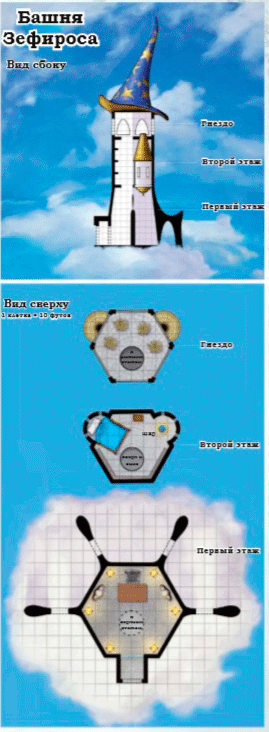 Башня
Зефироса
Вид сбоку
Гнездо
Второй этаж
Первый этаж
Вид сверху
1 клетка = 10 футов
Гнездо
Второй этаж
Первый этаж